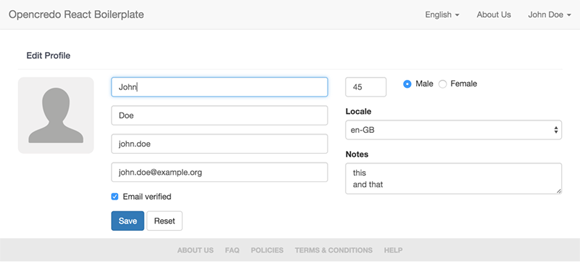 Opencredo React Boilerplate English About Us John Doe
Edit Profile
John
Doe
john.doe
john.doe@example.org
Email verified
Save Reset
45 Male Female
Locale
en-GB
Notes
this
and that
ABOUT US FAQ POLICIES TERMS & CONDITIONS HELP